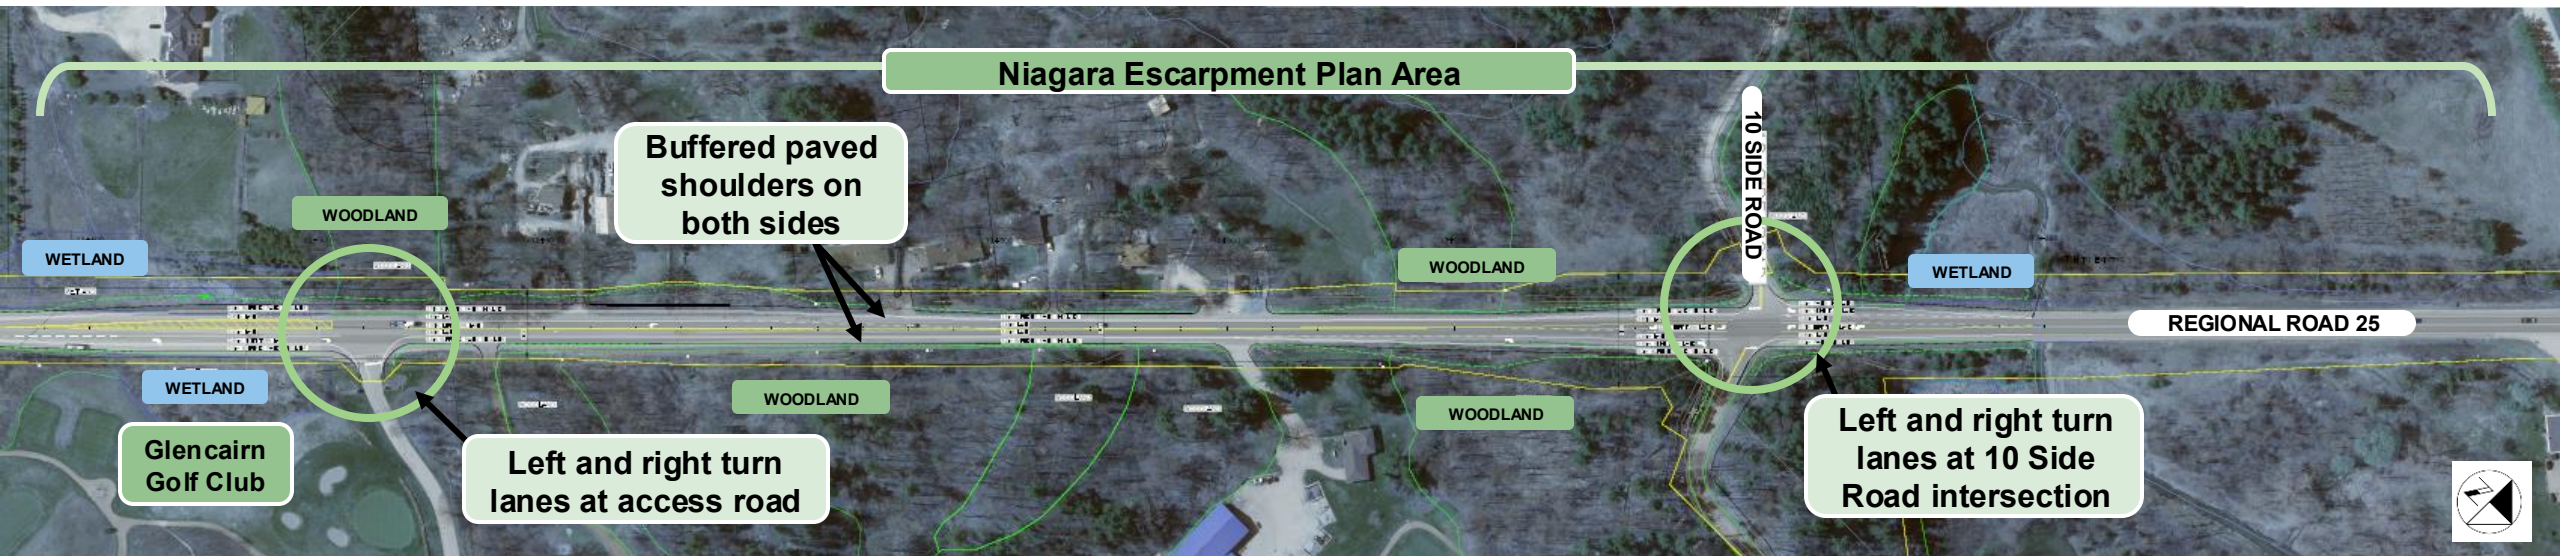 Niagara Escarpment Plan Area
Buffered paved
shoulders on
both sides
10 SIDE ROAD
WOODLAND
WETLAND
WOODLAND
WETLAND
REGIONAL ROAD 25
WETLAND
WOODLAND
WOODLAND
Glencairn
Golf Club
Left and right turn
lanes at access road
Left and right turn
lanes at 10 Side
Road intersection